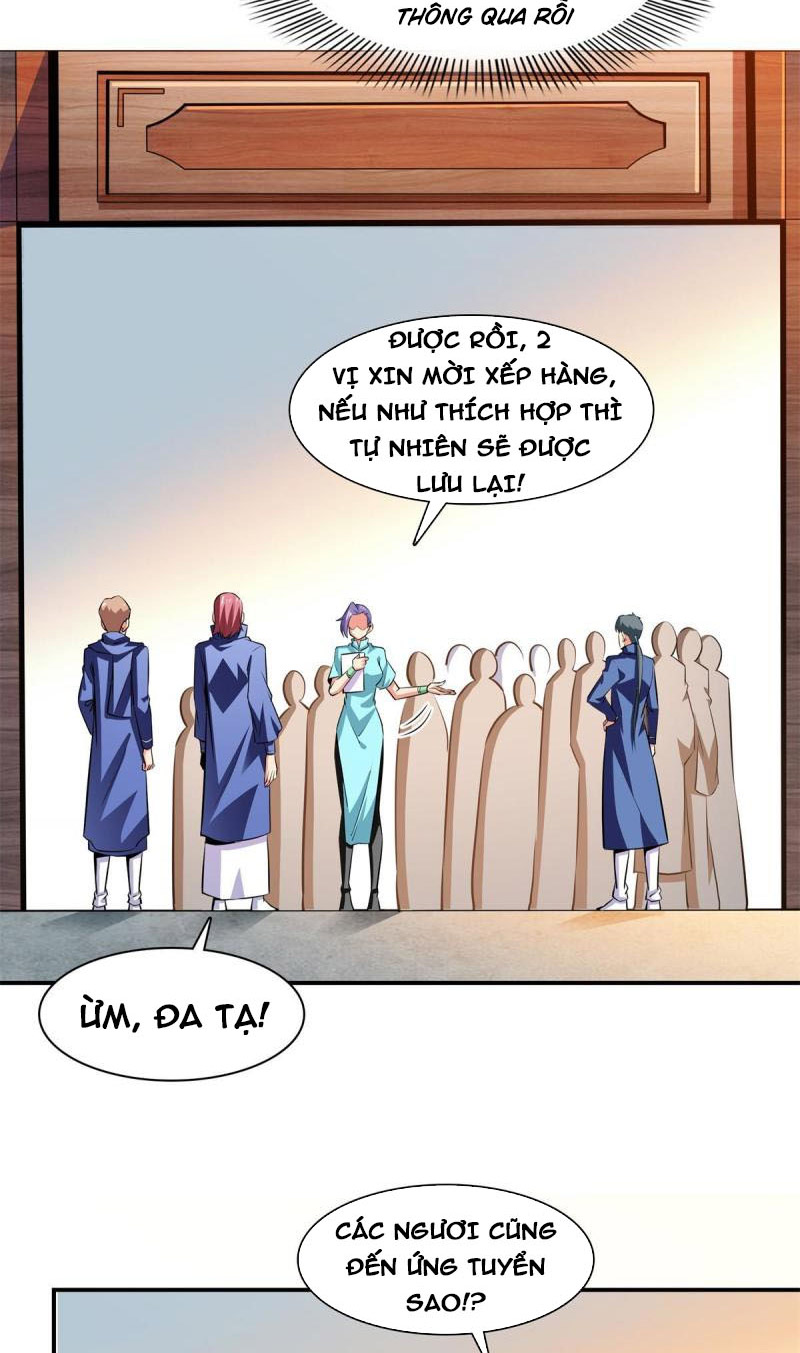 THÔNG QUA RỒI
ĐƯỢC RỒI, 2
VỊ XIN MỜI XẾP HÀNG,
NẾU NHƯ THÍCH HỢP THÌ
TỰ NHIÊN SẼ ĐƯỢC
LƯU LẠI!
ỪM, ĐA TẠ!
CÁC NGƯƠI CŨNG
ĐẾN ỨNG TUYỂN
SAO!?